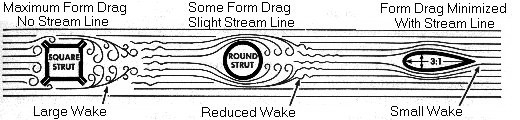 Maximum Form Drag
No Stream Line
Some Form Drag
Slight Stream Line
Form Drag Minimized
With Stream Line
SQUARE
STRUT
ROUND
STRUT
3:1
Large Wake
Reduced Wake
Small Wake